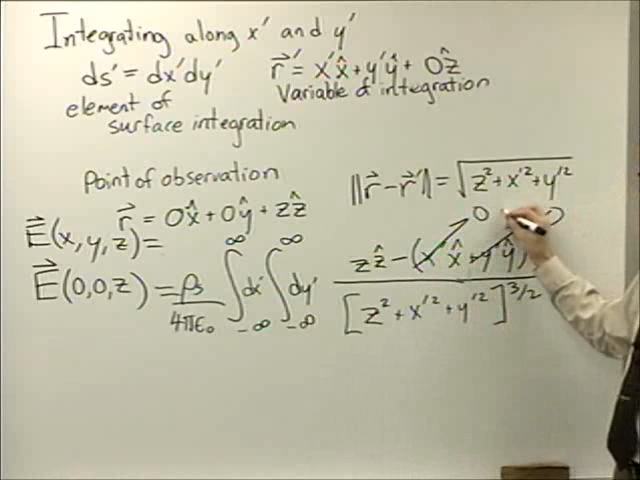 Integrating along x' and y'
ds' = dx'dy'
r⃗' = x'x̂ + y'ŷ + 0ẑ
element of
surface integration
Variable of integration
Point of observation
r⃗ = 0x̂ + 0ŷ + zẑ
||r⃗ - r⃗'|| = √(z² + x'² + y'²)
E⃗(x, y, z) =
0 0
E⃗(0,0,z) = ρs/4πε₀ ∫_{-∞}^{∞} dx' ∫_{-∞}^{∞} dy' (zẑ - (x'x̂ + y'ŷ))/[z² + x'² + y'²]^{3/2}